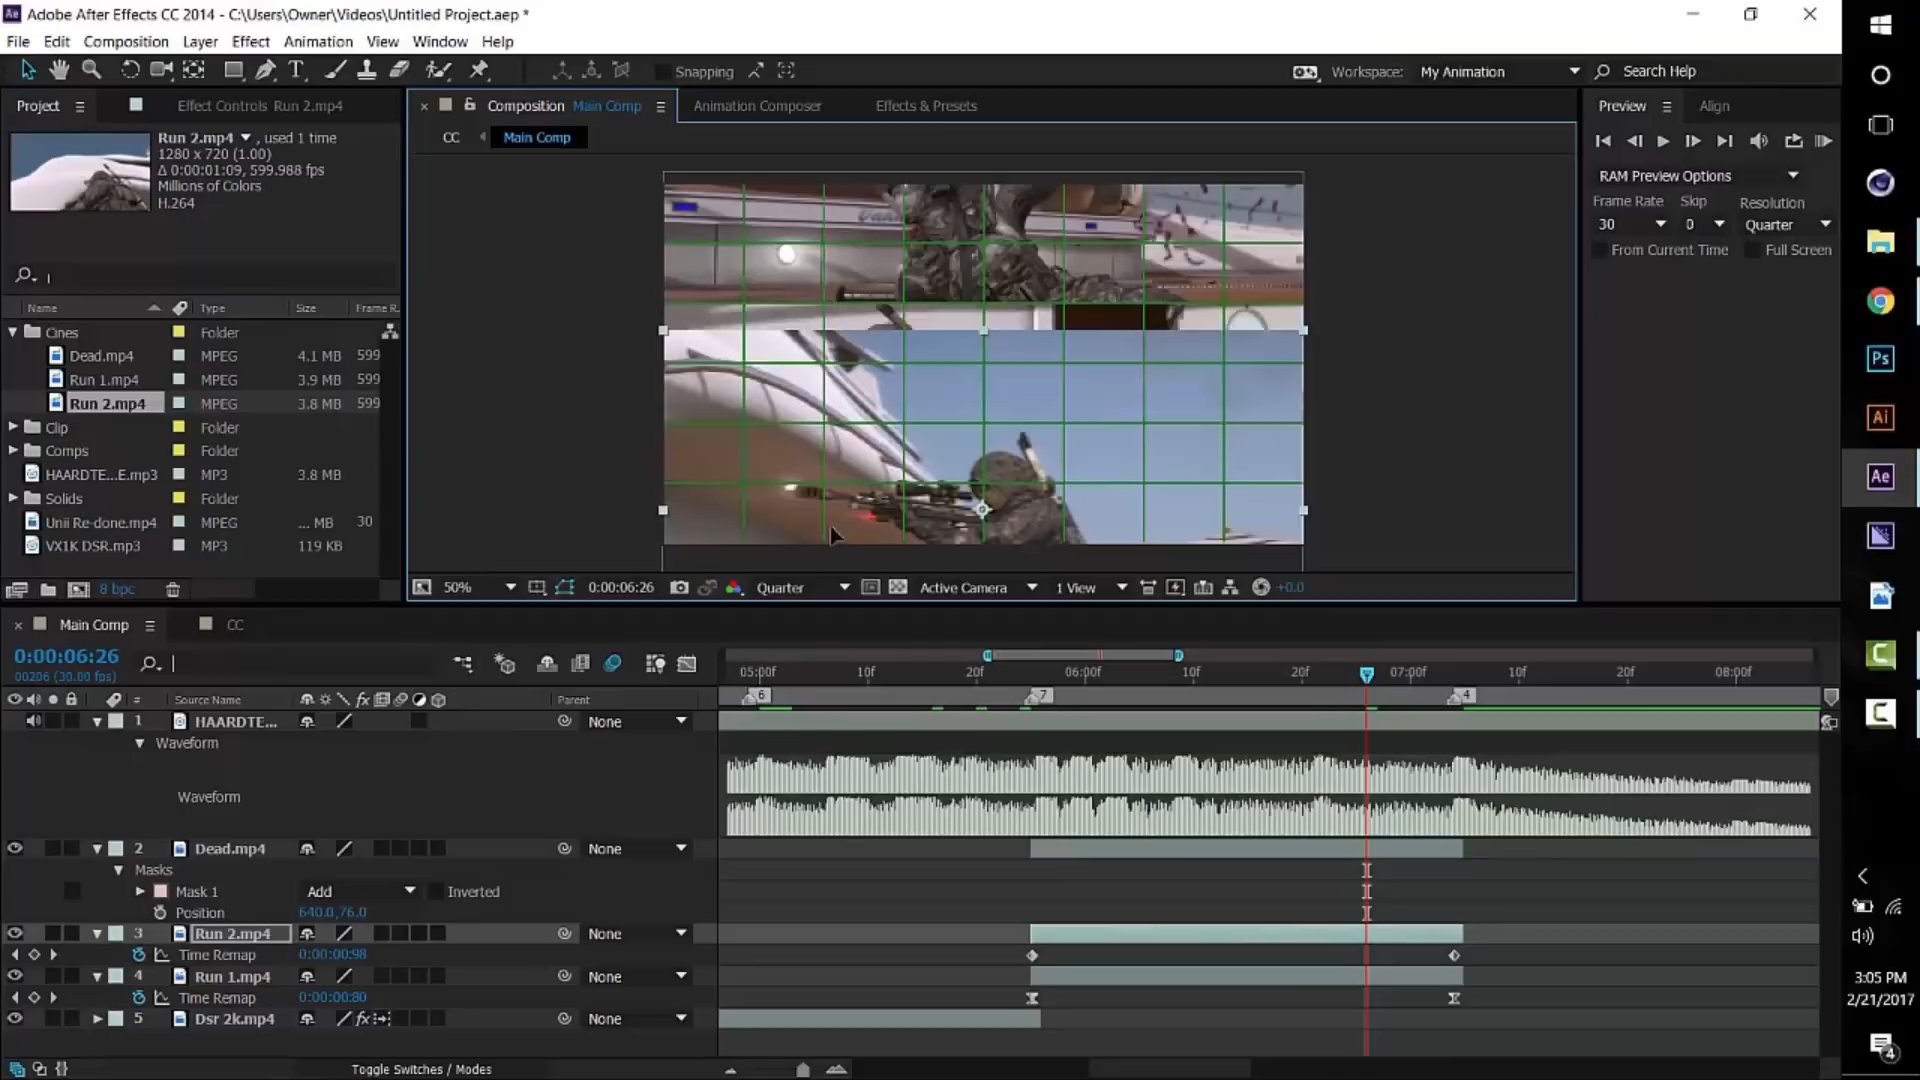 Ae Adobe After Effects CC 2014 - C:\Users\Owner\Videos\Untitled Project.aep *
File Edit Composition Layer Effect Animation View Window Help
T Snapping Workspace: My Animation Search Help
Project Effect Controls Run 2.mp4 Composition Main Comp Animation Composer Effects & Presets Preview Align
CC Main Comp
Run 2.mp4 , used 1 time
1280 x 720 (1.00)
Δ 0:00:01:09, 599.988 fps
Millions of Colors
H.264
RAM Preview Options
Frame Rate Skip Resolution
30 0 Quarter
From Current Time Full Screen
Name Type Size Frame R.
Cines Folder
Dead.mp4 MPEG 4.1 MB 599
Run 1.mp4 MPEG 3.9 MB 599
Run 2.mp4 MPEG 3.8 MB 599
Clip Folder
Comps Folder
HAARDTE...E.mp3 MP3 3.8 MB
Solids Folder
Unii Re-done.mp4 MPEG ... MB 30
VX1K DSR.mp3 MP3 119 KB
8 bpc
50% 0:00:06:26 Quarter Active Camera 1 View +0.0
Main Comp CC
0:00:06:26
00206 (30.00 fps)
05:00f 10f 20f 06:00f 10f 20f 07:00f 10f 20f 08:00f
# Source Name fx Parent
6 7 4
1 HAARDTE... None
Waveform
Waveform
2 Dead.mp4 None
Masks
Mask 1 Add Inverted
Position 640.0,76.0
3 Run 2.mp4 None
Time Remap 0:00:00:98
4 Run 1.mp4 None
Time Remap 0:00:00:80
5 Dsr 2k.mp4 fx None
Toggle Switches / Modes
Ps
Ai
Ae
C
C
3:05 PM
2/21/2017
4